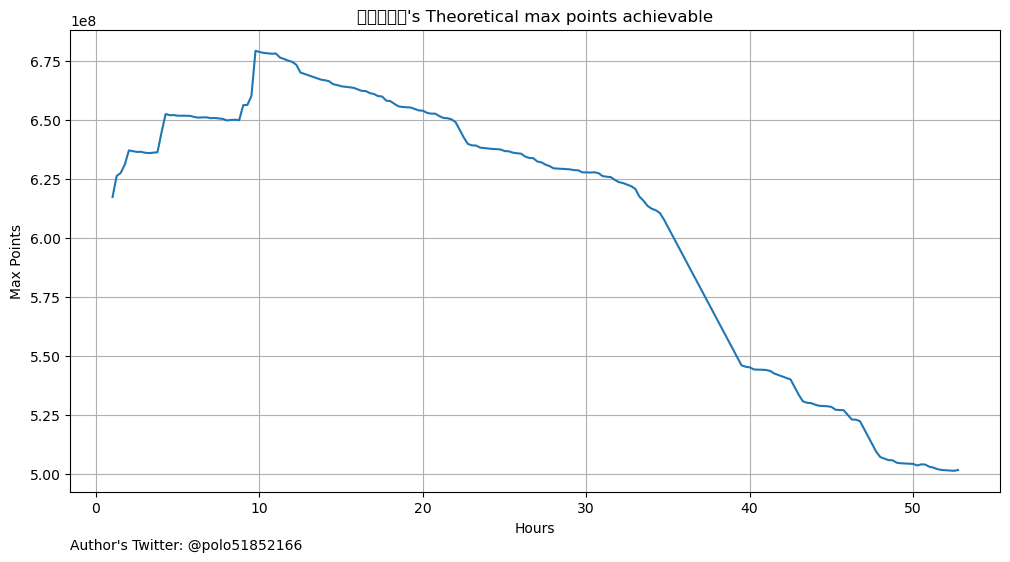 's Theoretical max points achievable
1e8
6.75
6.50
6.25
6.00
5.75
5.50
5.25
5.00
Max Points
0 10 20 30 40 50
Hours
Author's Twitter: @polo51852166